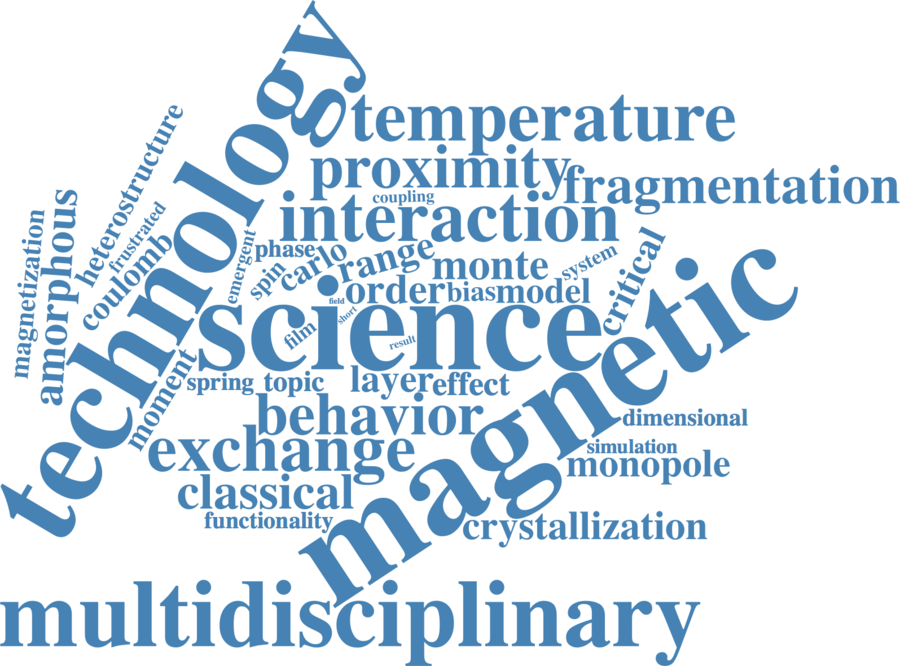 technology
temperature
proximity
fragmentation
coupling
interaction
heterostructure
frustrated
coulomb
amorphous
magnetization
emergent
phase
spin
carlo
range
monte
system
critical
field
order
bias
model
short
film
science
result
magnetic
moment
spring
topic
layer
effect
behavior
dimensional
exchange
simulation
monopole
classical
functionality
crystallization
multidisciplinary